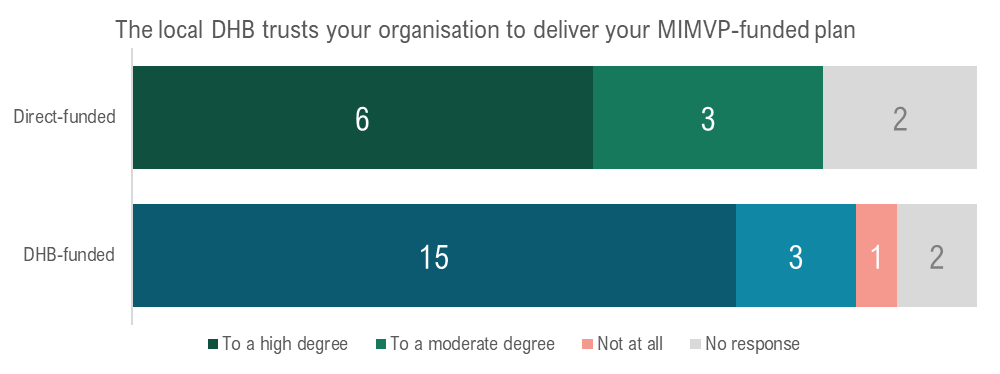 The local DHB trusts your organisation to deliver your MIMVP-funded plan
Direct-funded
6
3
2
DHB-funded
15
3
1
2
To a high degree
To a moderate degree
Not at all
No response